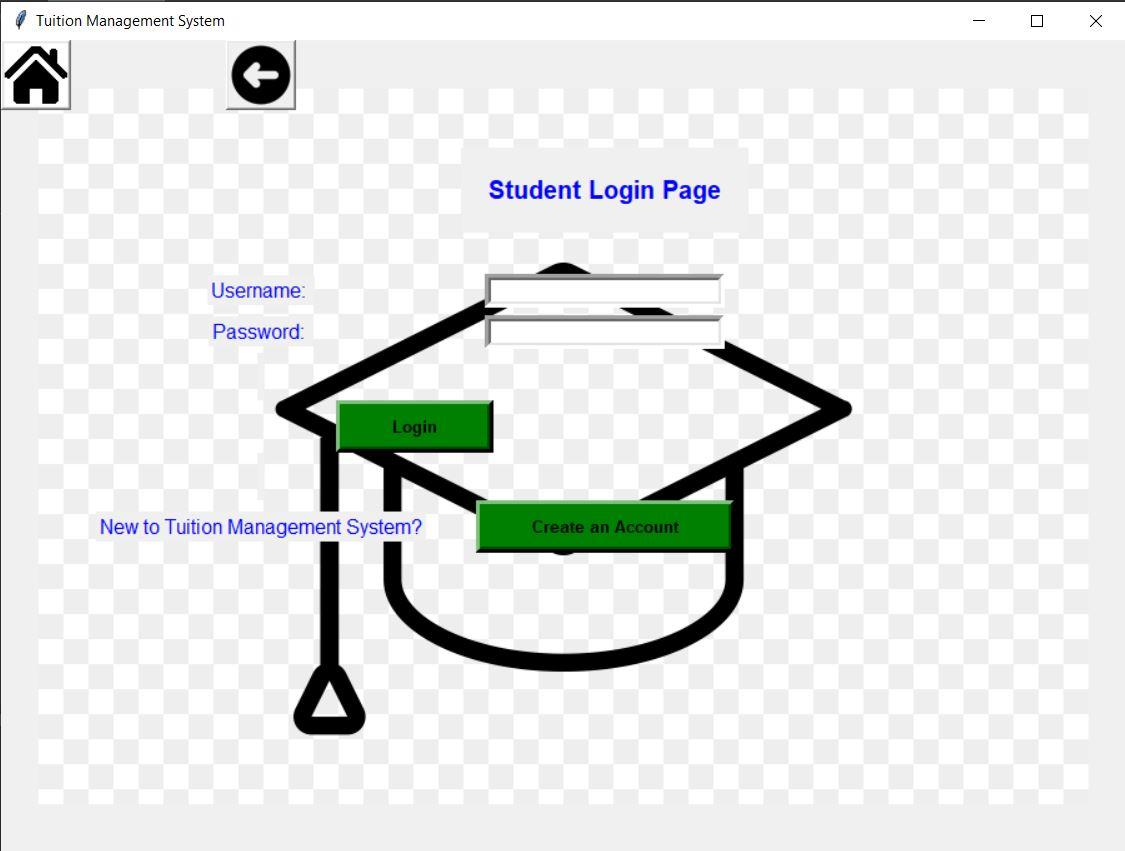 Tuition Management System
Student Login Page
Username:
Password:
Login
New to Tuition Management System?
Create an Account